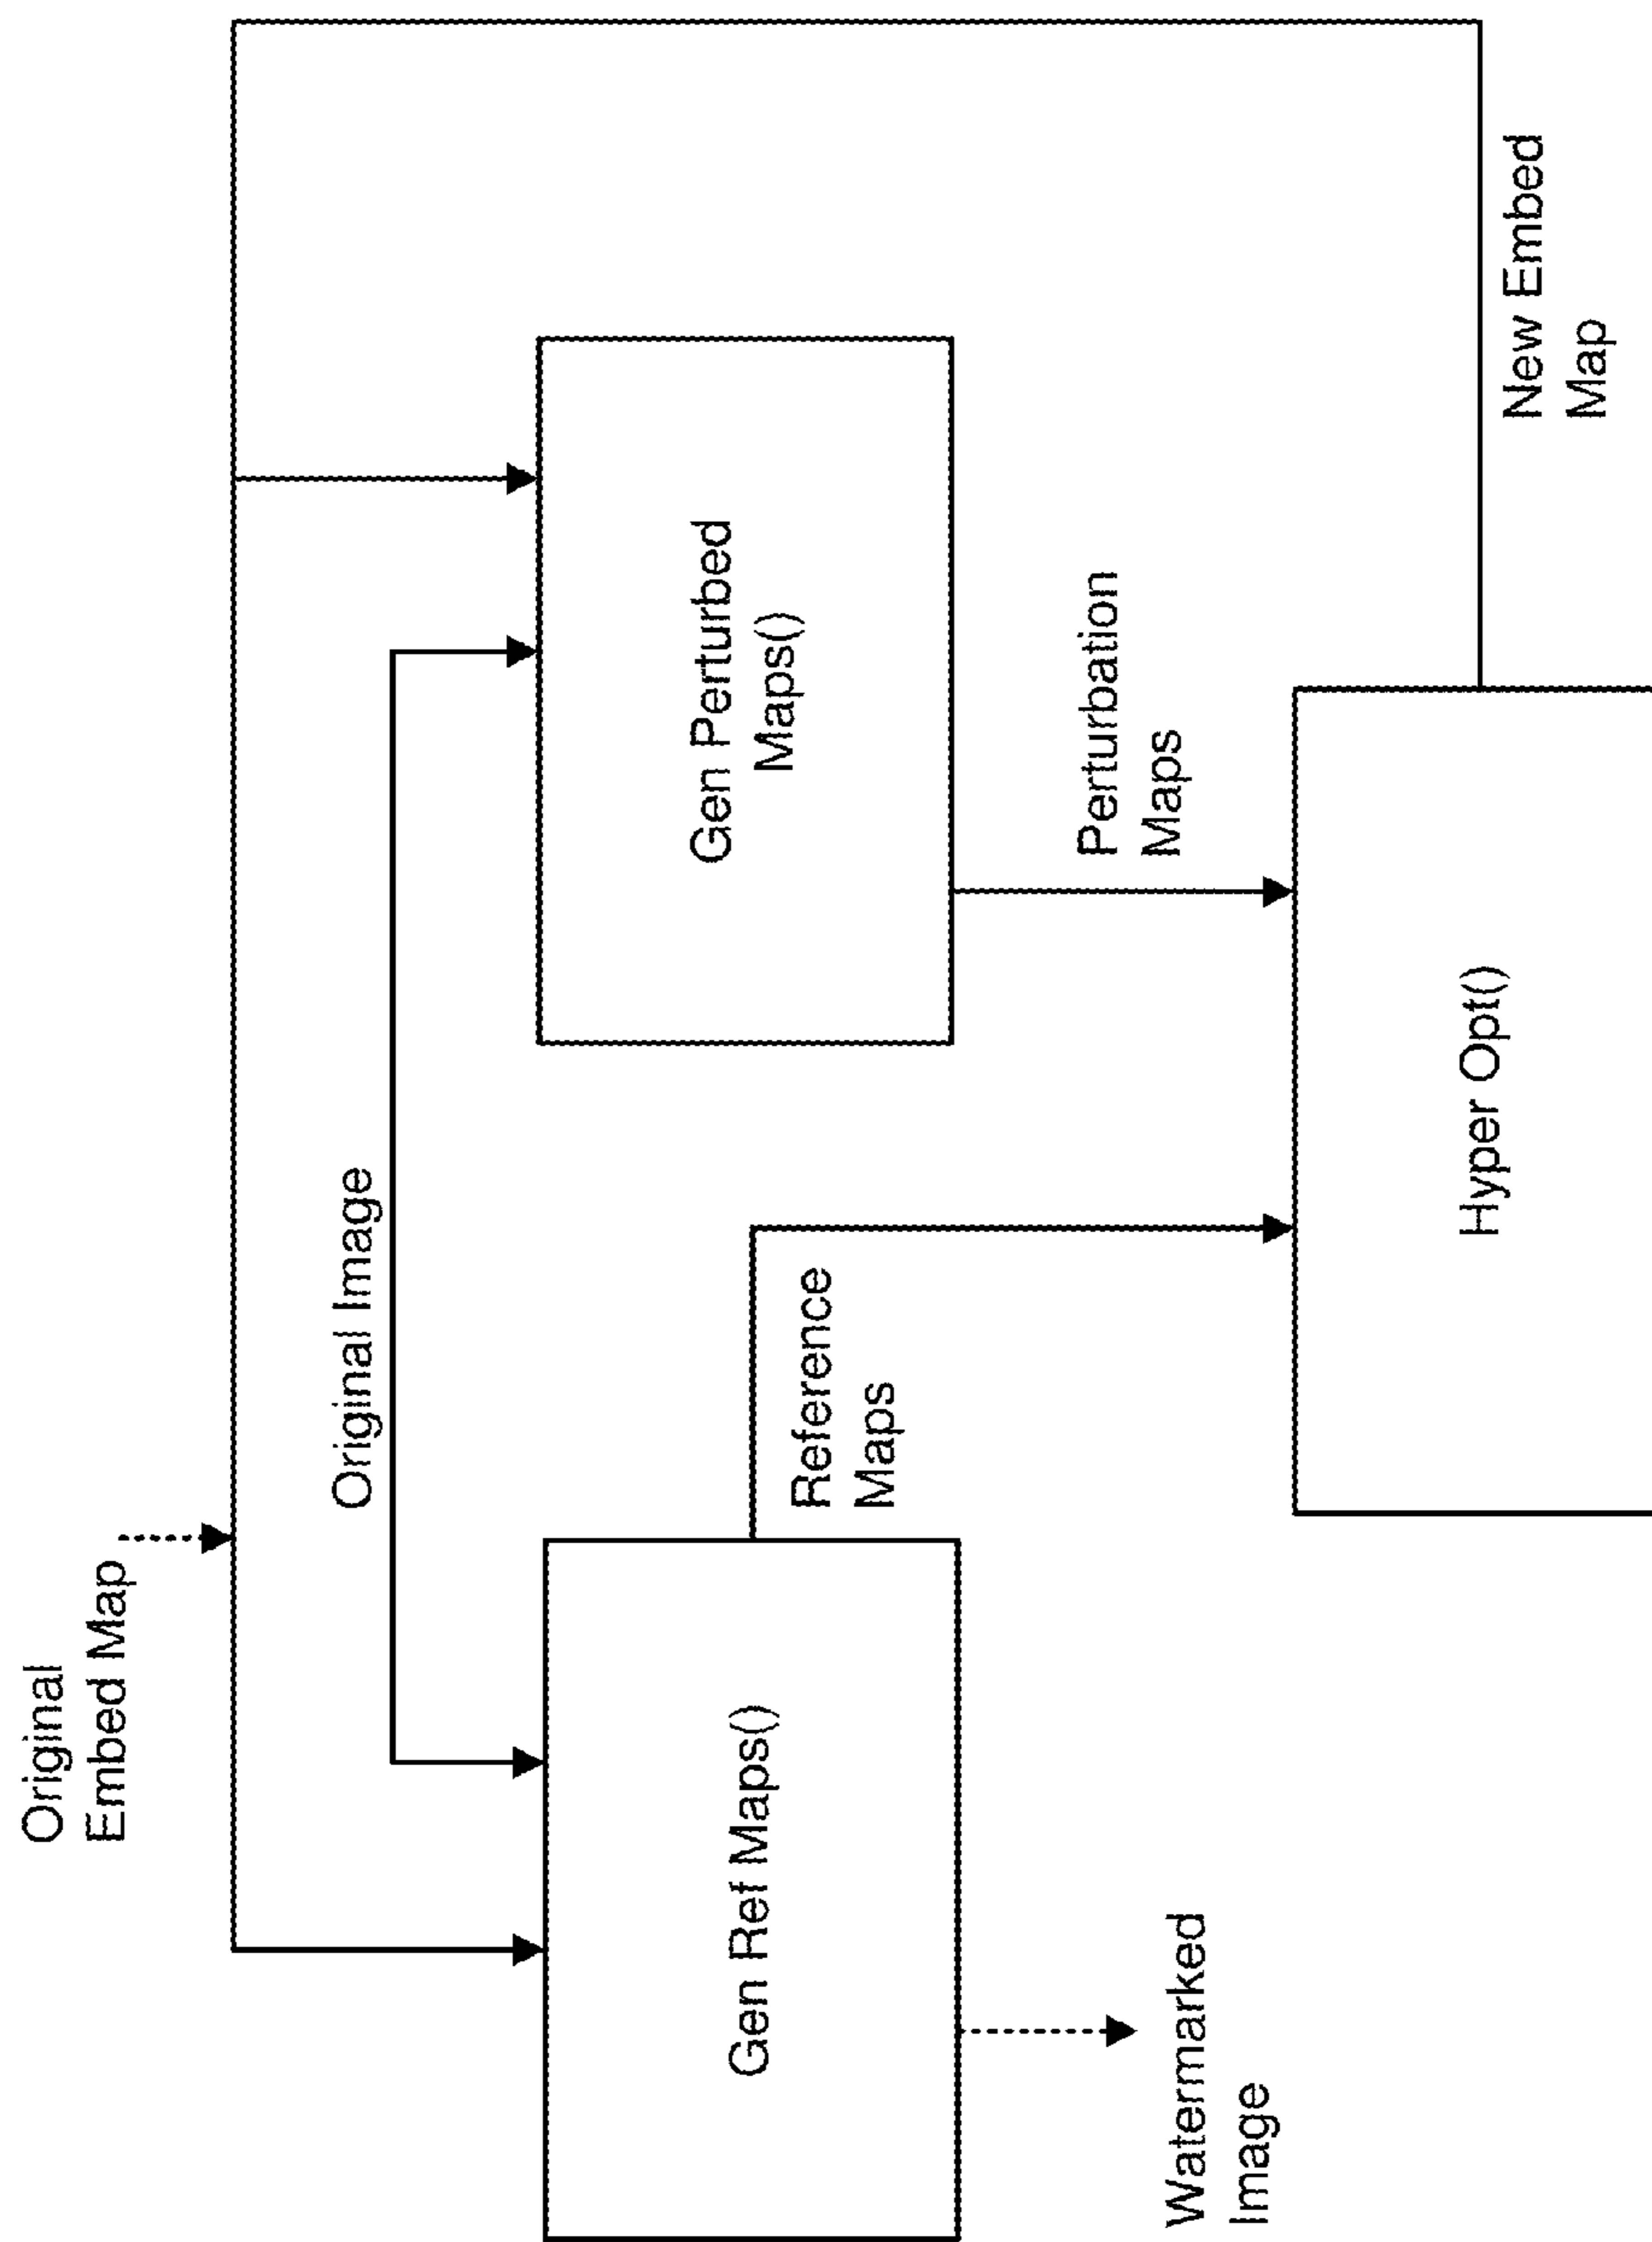 Original
Embed Map
Original Image
Gen Ref Maps()
Gen Perturbed
Maps()
Reference
Maps
Perturbation
Maps
Watermarked
Image
Hyper Opt()
New Embed
Map